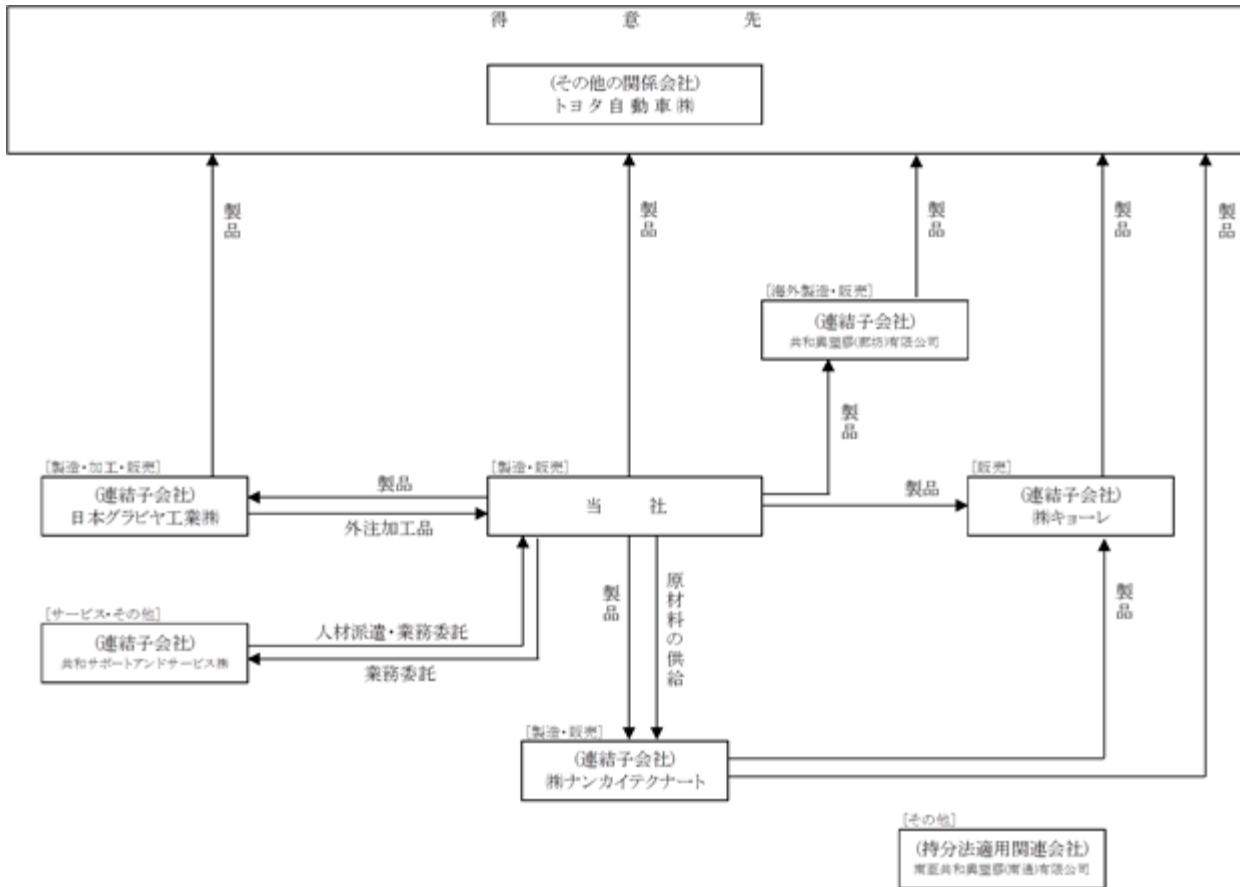 得意先
(その他の関係会社)
トヨタ自動車㈱
製品
製品
製品
製品
製品
[海外製造・販売]
(連結子会社)
共和興塑膠(廊坊)有限公司
製品
[製造・加工・販売]
(連結子会社)
日本グラビヤ工業㈱
製品
外注加工品
[製造・販売]
当社
製品
[販売]
(連結子会社)
㈱キョーレ
[サービス・その他]
(連結子会社)
共和サポートアンドサービス㈱
人材派遣・業務委託
業務委託
製品
原材料の供給
製品
[製造・販売]
(連結子会社)
㈱ナンカイテクナート
[その他]
(持分法適用関連会社)
南亜共和興塑膠(南通)有限公司